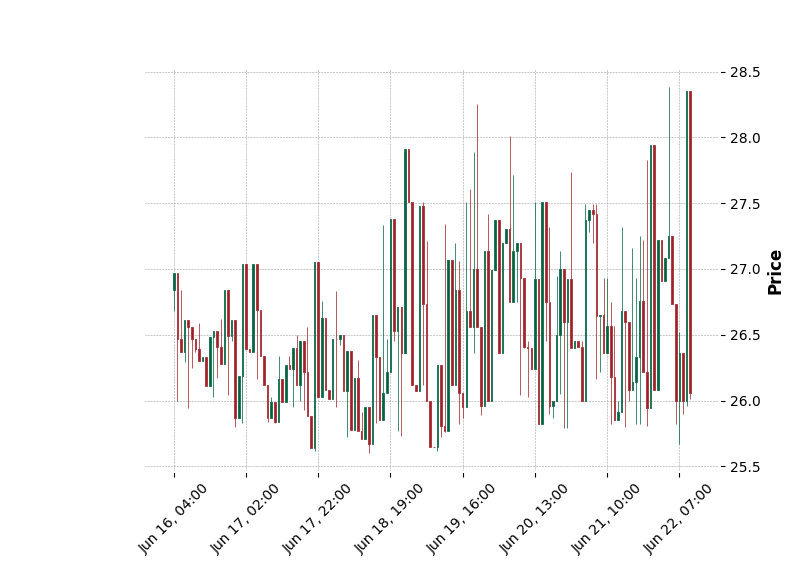 28.5
28.0
27.5
27.0
26.5
26.0
25.5
Price
Jun 16, 04:00
Jun 17, 02:00
Jun 17, 22:00
Jun 18, 19:00
Jun 19, 16:00
Jun 20, 13:00
Jun 21, 10:00
Jun 22, 07:00